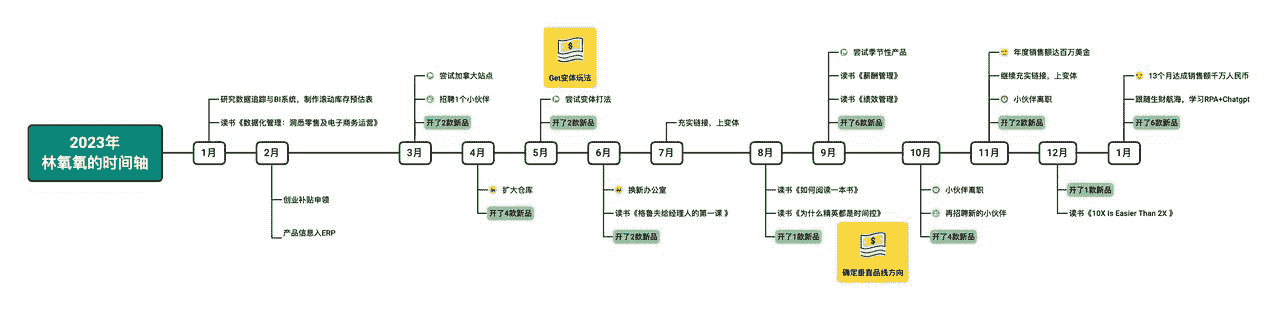 2023年
林氧氧的时间轴
1月
研究数据追踪与BI系统，制作滚动库存预估表
读书《数据化管理：洞悉零售及电子商务运营》
2月
创业补贴申领
产品信息入ERP
3月
尝试加拿大站点
招聘1个小伙伴
开了2款新品
4月
扩大仓库
开了4款新品
5月
$
Get变体玩法
尝试变体打法
开了2款新品
6月
换新办公室
读书《格鲁夫给经理人的第一课 》
开了2款新品
7月
充实链接，上变体
8月
读书《如何阅读一本书》
读书《为什么精英都是时间控》
开了1款新品
$
确定垂直品线方向
9月
尝试季节性产品
读书《薪酬管理》
读书《绩效管理》
开了6款新品
10月
小伙伴离职
再招聘新的小伙伴
开了4款新品
11月
年度销售额达百万美金
继续充实链接，上变体
小伙伴离职
开了2款新品
12月
开了1款新品
读书《10X Is Easier Than 2X 》
1月
13个月达成销售额千万人民币
跟随生财航海，学习RPA+Chatgpt
开了6款新品